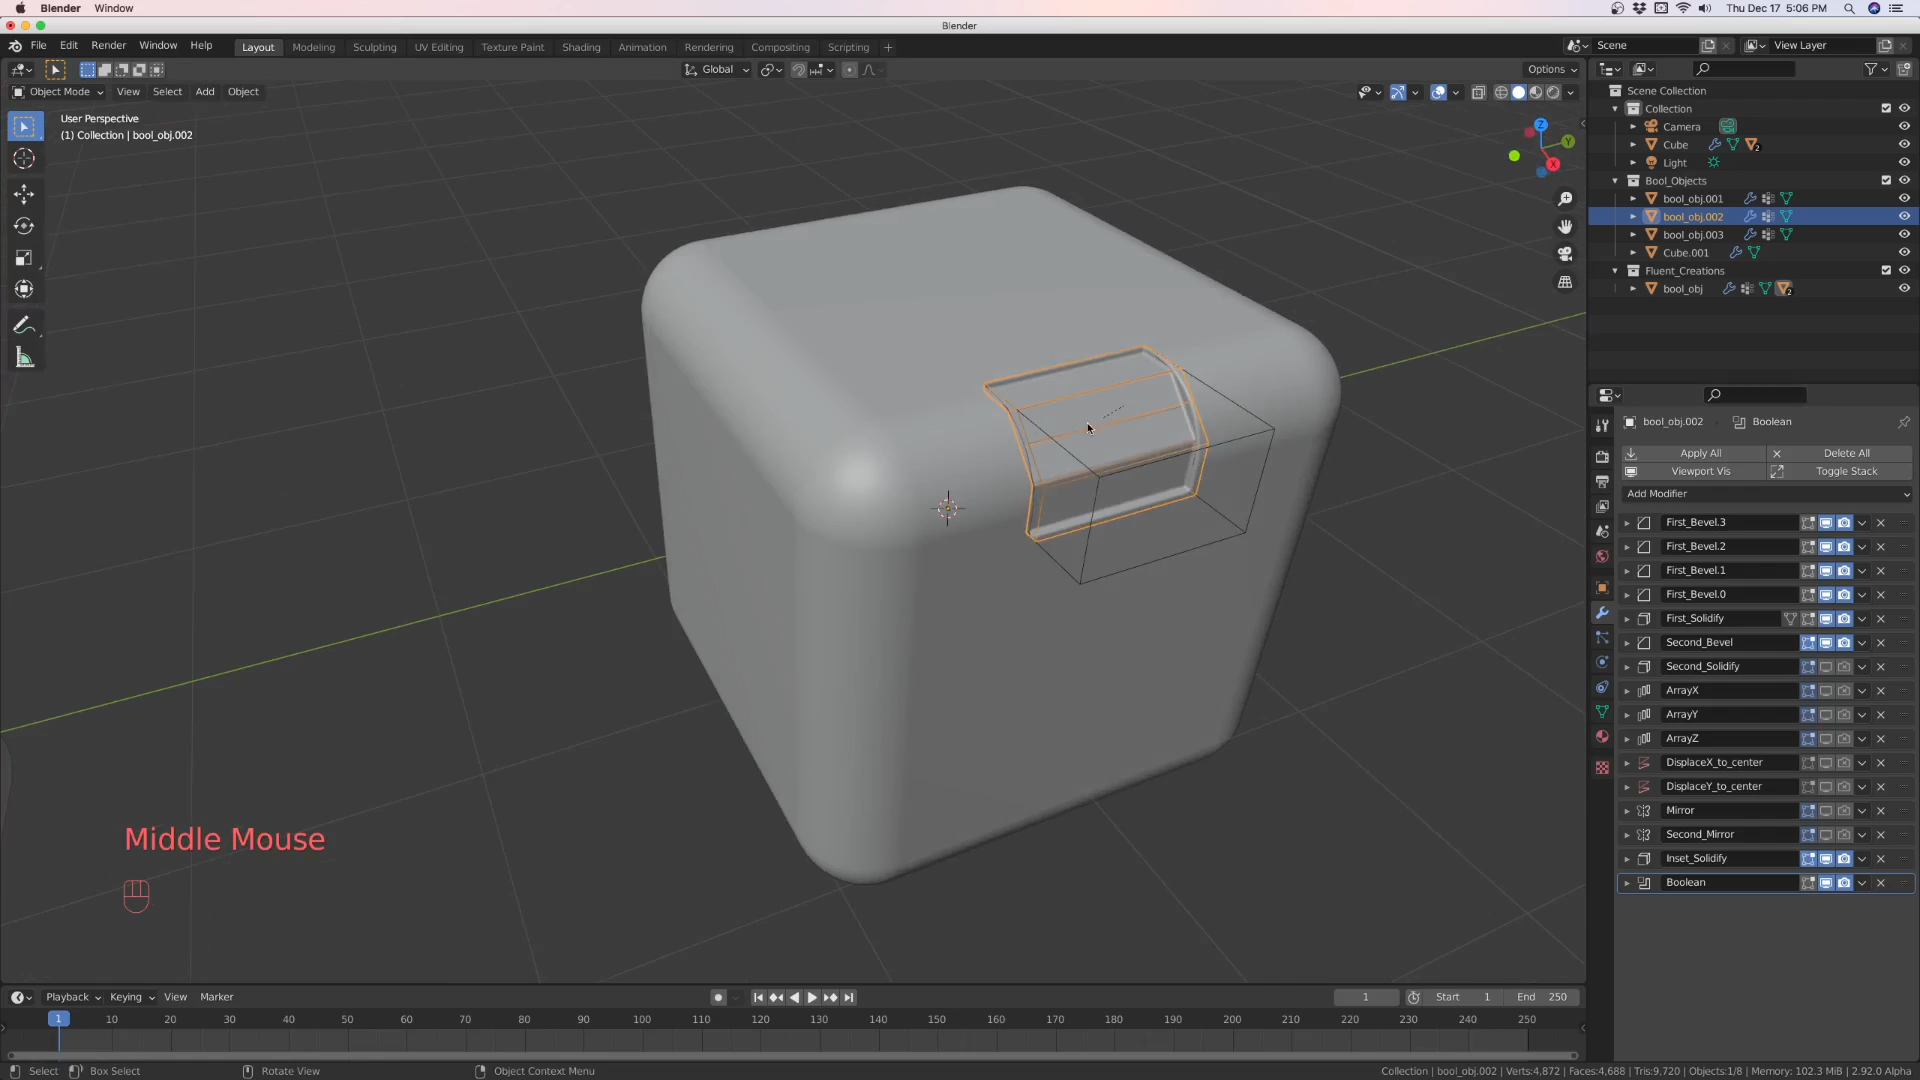 Blender Window Thu Dec 17 5:06 PM
Blender
File Edit Render Window Help Layout Modeling Sculpting UV Editing Texture Paint Shading Animation Rendering Compositing Scripting + Scene View Layer
Global Options
Object Mode View Select Add Object
User Perspective
(1) Collection | bool_obj.002
Z
Y
X
Scene Collection
Collection
Camera
Cube 2
Light
Bool_Objects
bool_obj.001
bool_obj.002
bool_obj.003
Cube.001
Fluent_Creations
bool_obj 2
bool_obj.002 Boolean
Apply All Delete All
Viewport Vis Toggle Stack
Add Modifier
First_Bevel.3
First_Bevel.2
First_Bevel.1
First_Bevel.0
First_Solidify
Second_Bevel
Second_Solidify
ArrayX
ArrayY
ArrayZ
DisplaceX_to_center
DisplaceY_to_center
Mirror
Second_Mirror
Inset_Solidify
Boolean
Middle Mouse
Playback Keying View Marker 1 Start 1 End 250
1 10 20 30 40 50 60 70 80 90 100 110 120 130 140 150 160 170 180 190 200 210 220 230 240 250
Select Box Select Rotate View Object Context Menu Collection | bool_obj.002 | Verts:4,872 | Faces:4,688 | Tris:9,720 | Objects:1/8 | Memory: 102.3 MiB | 2.92.0 Alpha